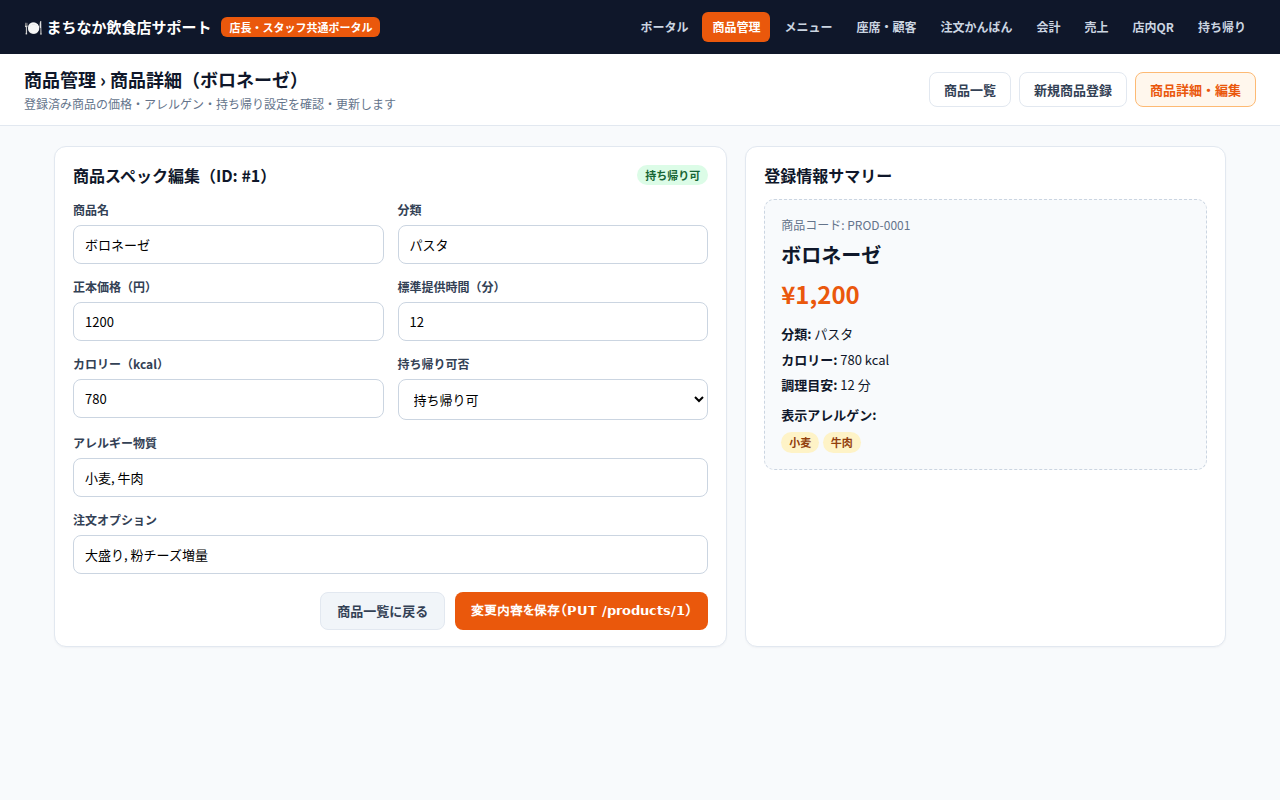 🍽️ まちなか飲食店サポート 店長・スタッフ共通ポータル ポータル 商品管理 メニュー 座席・顧客 注文かんばん 会計 売上 店内QR 持ち帰り
商品管理 › 商品詳細（ボロネーゼ）
登録済み商品の価格・アレルゲン・持ち帰り設定を確認・更新します
商品一覧 新規商品登録 商品詳細・編集
商品スペック編集（ID: #1） 持ち帰り可
商品名 分類
ボロネーゼ パスタ
正本価格（円） 標準提供時間（分）
1200 12
カロリー（kcal） 持ち帰り可否
780 持ち帰り可
アレルギー物質
小麦, 牛肉
注文オプション
大盛り, 粉チーズ増量
商品一覧に戻る 変更内容を保存（PUT /products/1）
登録情報サマリー
商品コード: PROD-0001
ボロネーゼ
¥1,200
分類: パスタ
カロリー: 780 kcal
調理目安: 12 分
表示アレルゲン:
小麦 牛肉